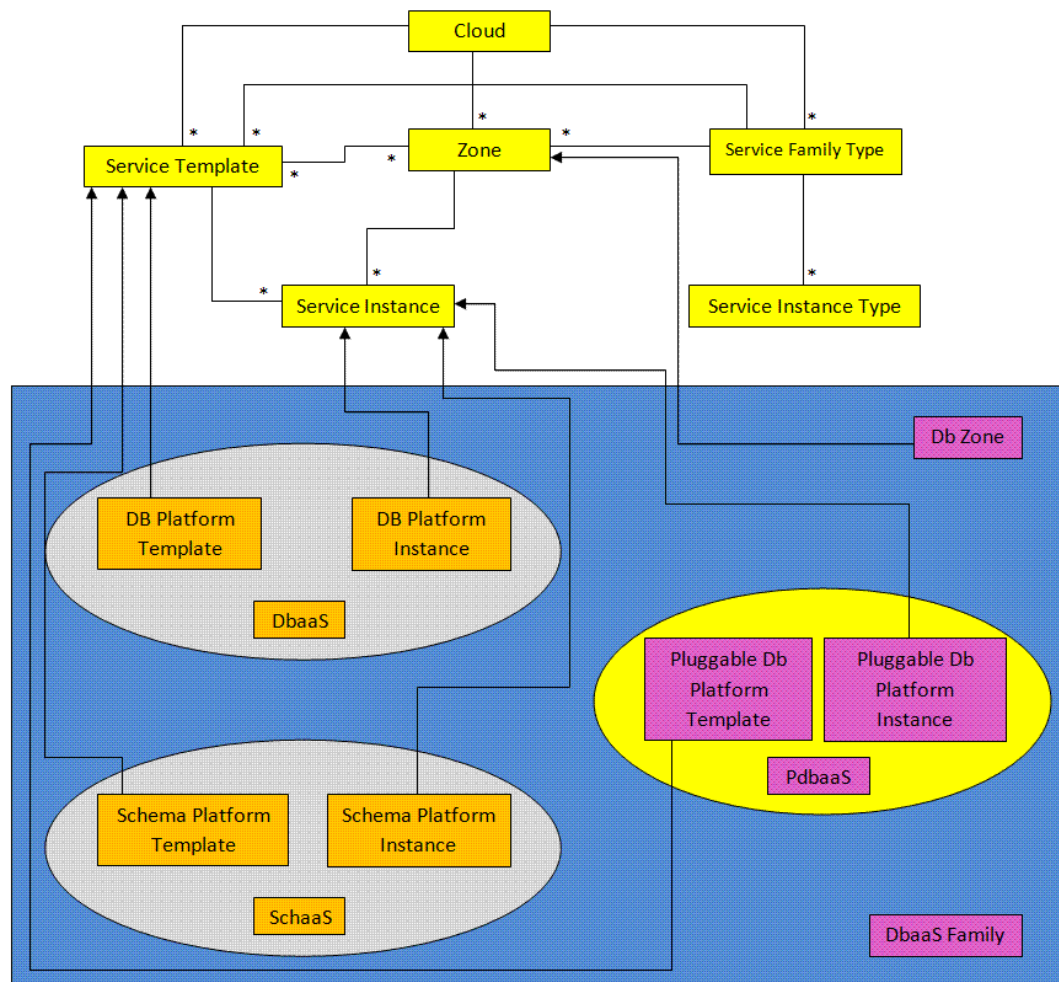 Cloud
*
*
*
*
*
Service Template
*
*
Zone
Service Family Type
*
*
*
Service Instance
Service Instance Type
Db Zone
DB Platform
Template
DB Platform
Instance
DbaaS
Pluggable Db
Platform
Template
Pluggable Db
Platform
Instance
PdbaaS
Schema Platform
Template
Schema Platform
Instance
SchaaS
DbaaS Family